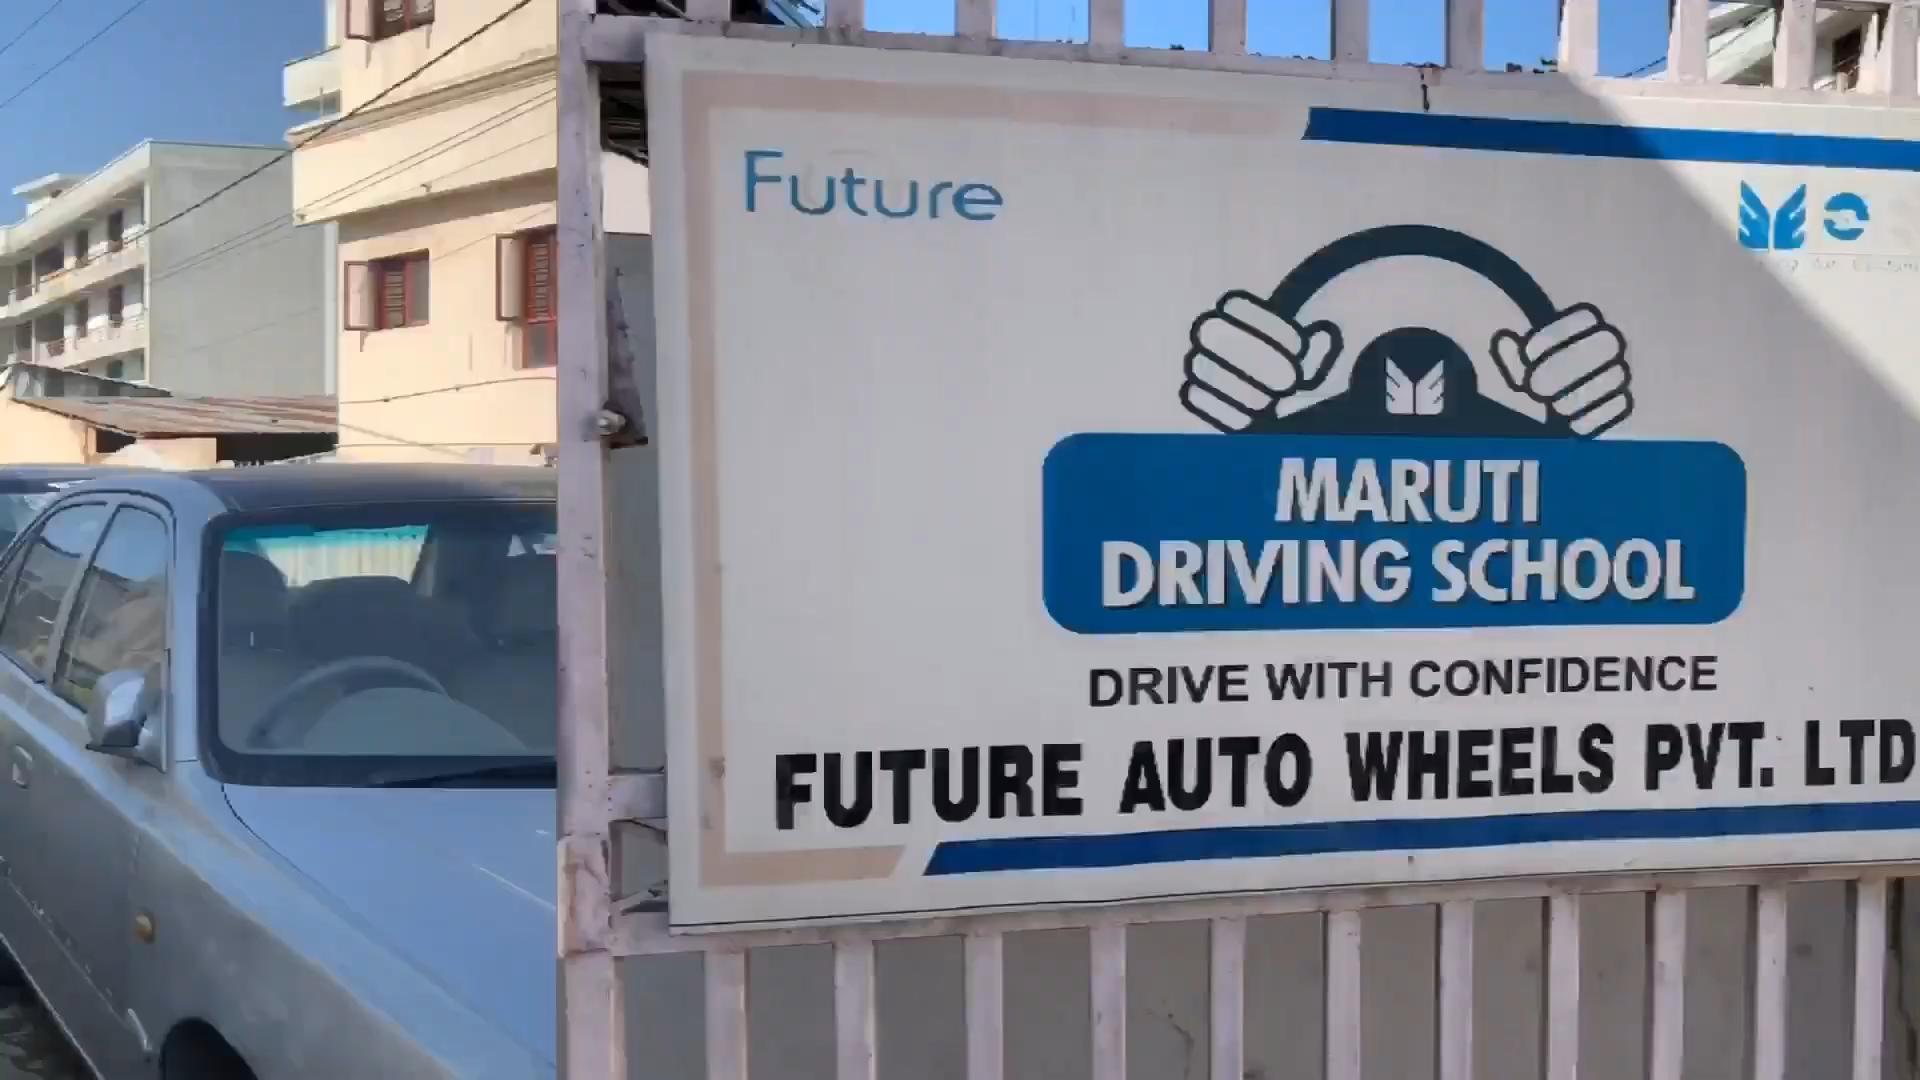 Future
MARUTI
DRIVING SCHOOL
DRIVE WITH CONFIDENCE
FUTURE AUTO WHEELS PVT. LTD